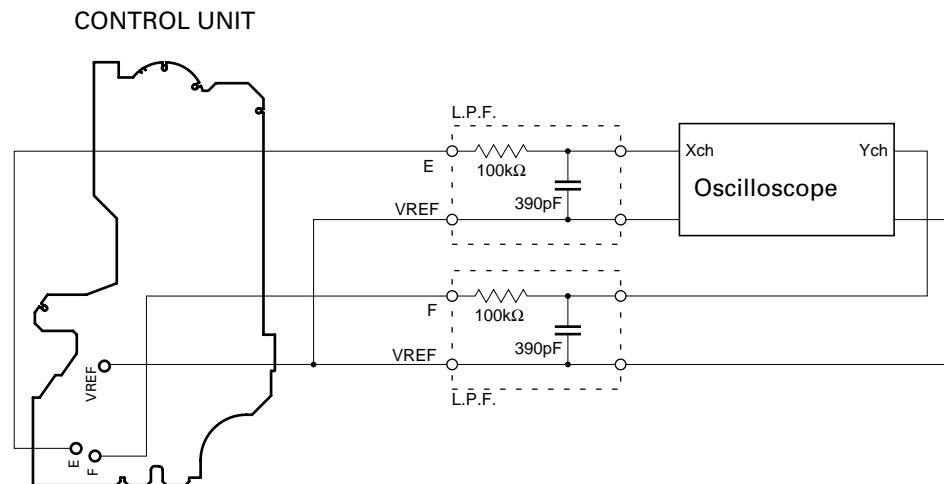 CONTROL UNIT
L.P.F.
E
100kΩ
390pF
VREF
Xch
Ych
Oscilloscope
F
100kΩ
390pF
VREF
L.P.F.
VREF
E
F